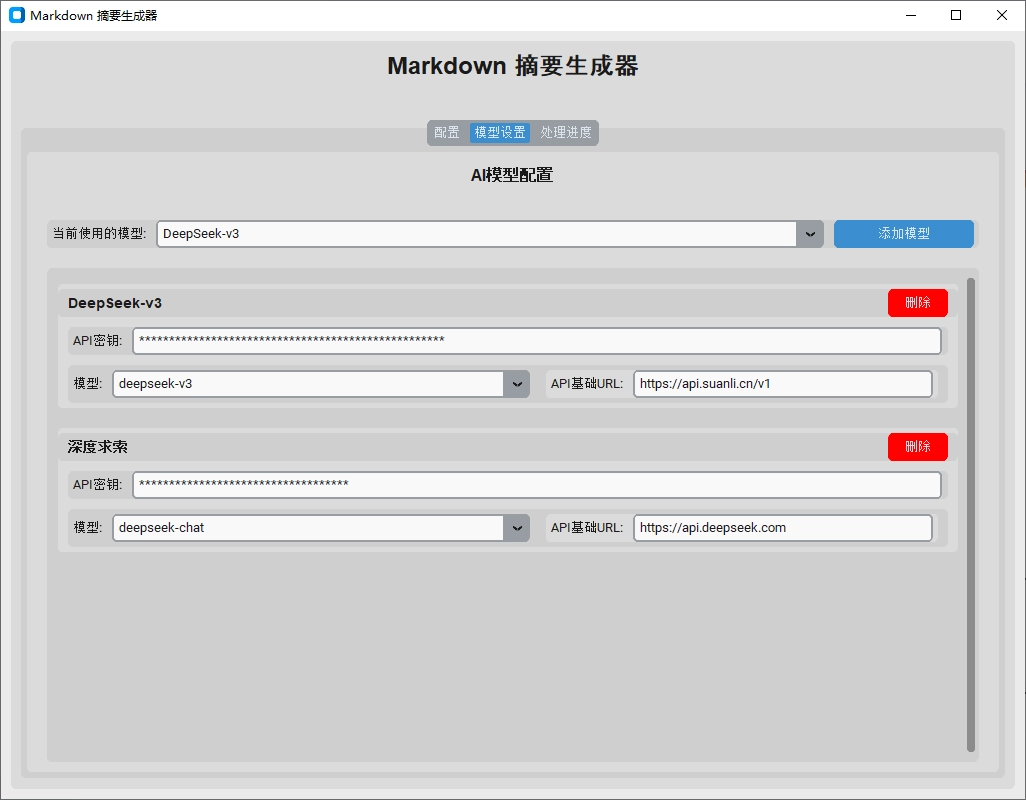 Markdown 摘要生成器
Markdown 摘要生成器
配置 模型设置 处理进度
AI模型配置
当前使用的模型: DeepSeek-v3 添加模型
DeepSeek-v3 删除
API密钥: ***************************************************
模型: deepseek-v3 API基础URL: https://api.suanli.cn/v1
深度求索 删除
API密钥: ***********************************
模型: deepseek-chat API基础URL: https://api.deepseek.com